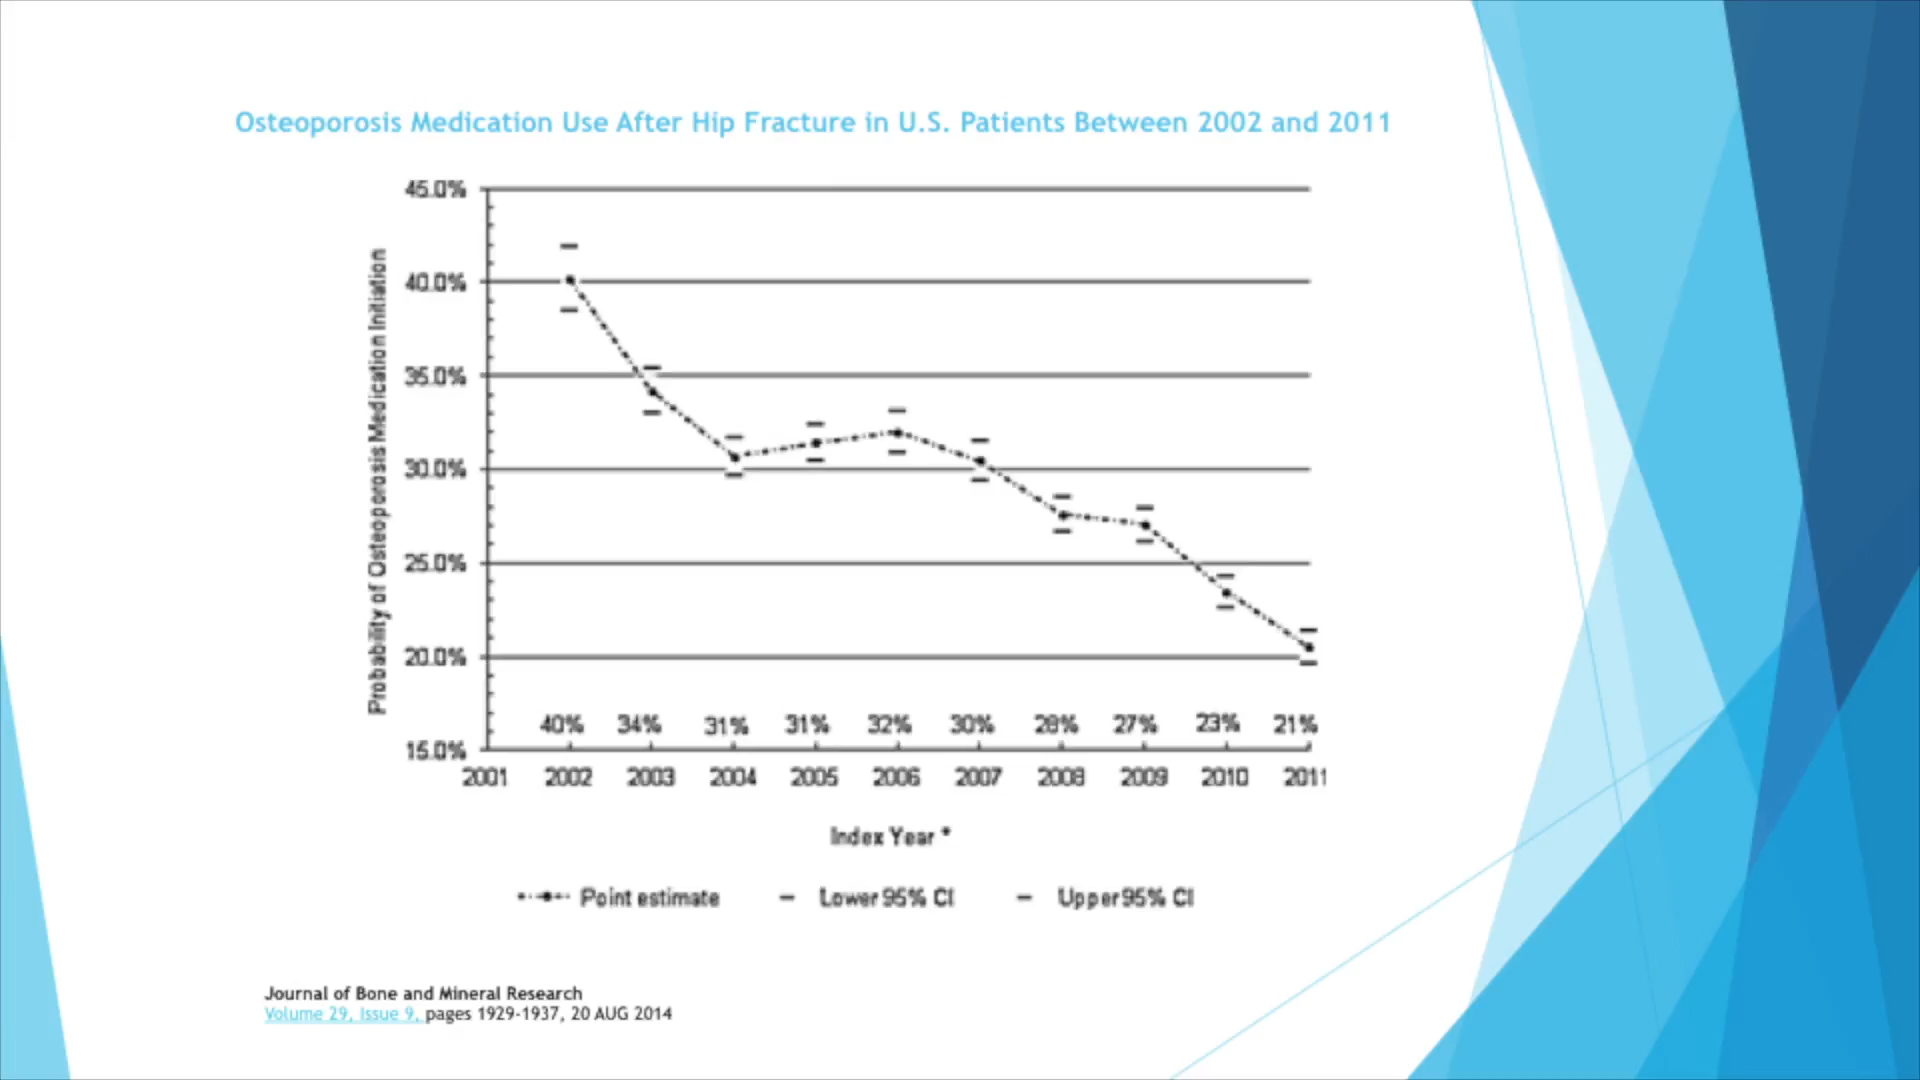 Osteoporosis Medication Use After Hip Fracture in U.S. Patients Between 2002 and 2011
Probability of Osteoporosis Medication Initiation
45.0%
40.0%
35.0%
30.0%
25.0%
20.0%
15.0%
40% 34% 31% 31% 32% 30% 28% 27% 23% 21%
2001 2002 2003 2004 2005 2006 2007 2008 2009 2010 2011
Index Year *
Point estimate Lower 95% CI Upper 95% CI
Journal of Bone and Mineral Research
Volume 29, Issue 9, pages 1929-1937, 20 AUG 2014